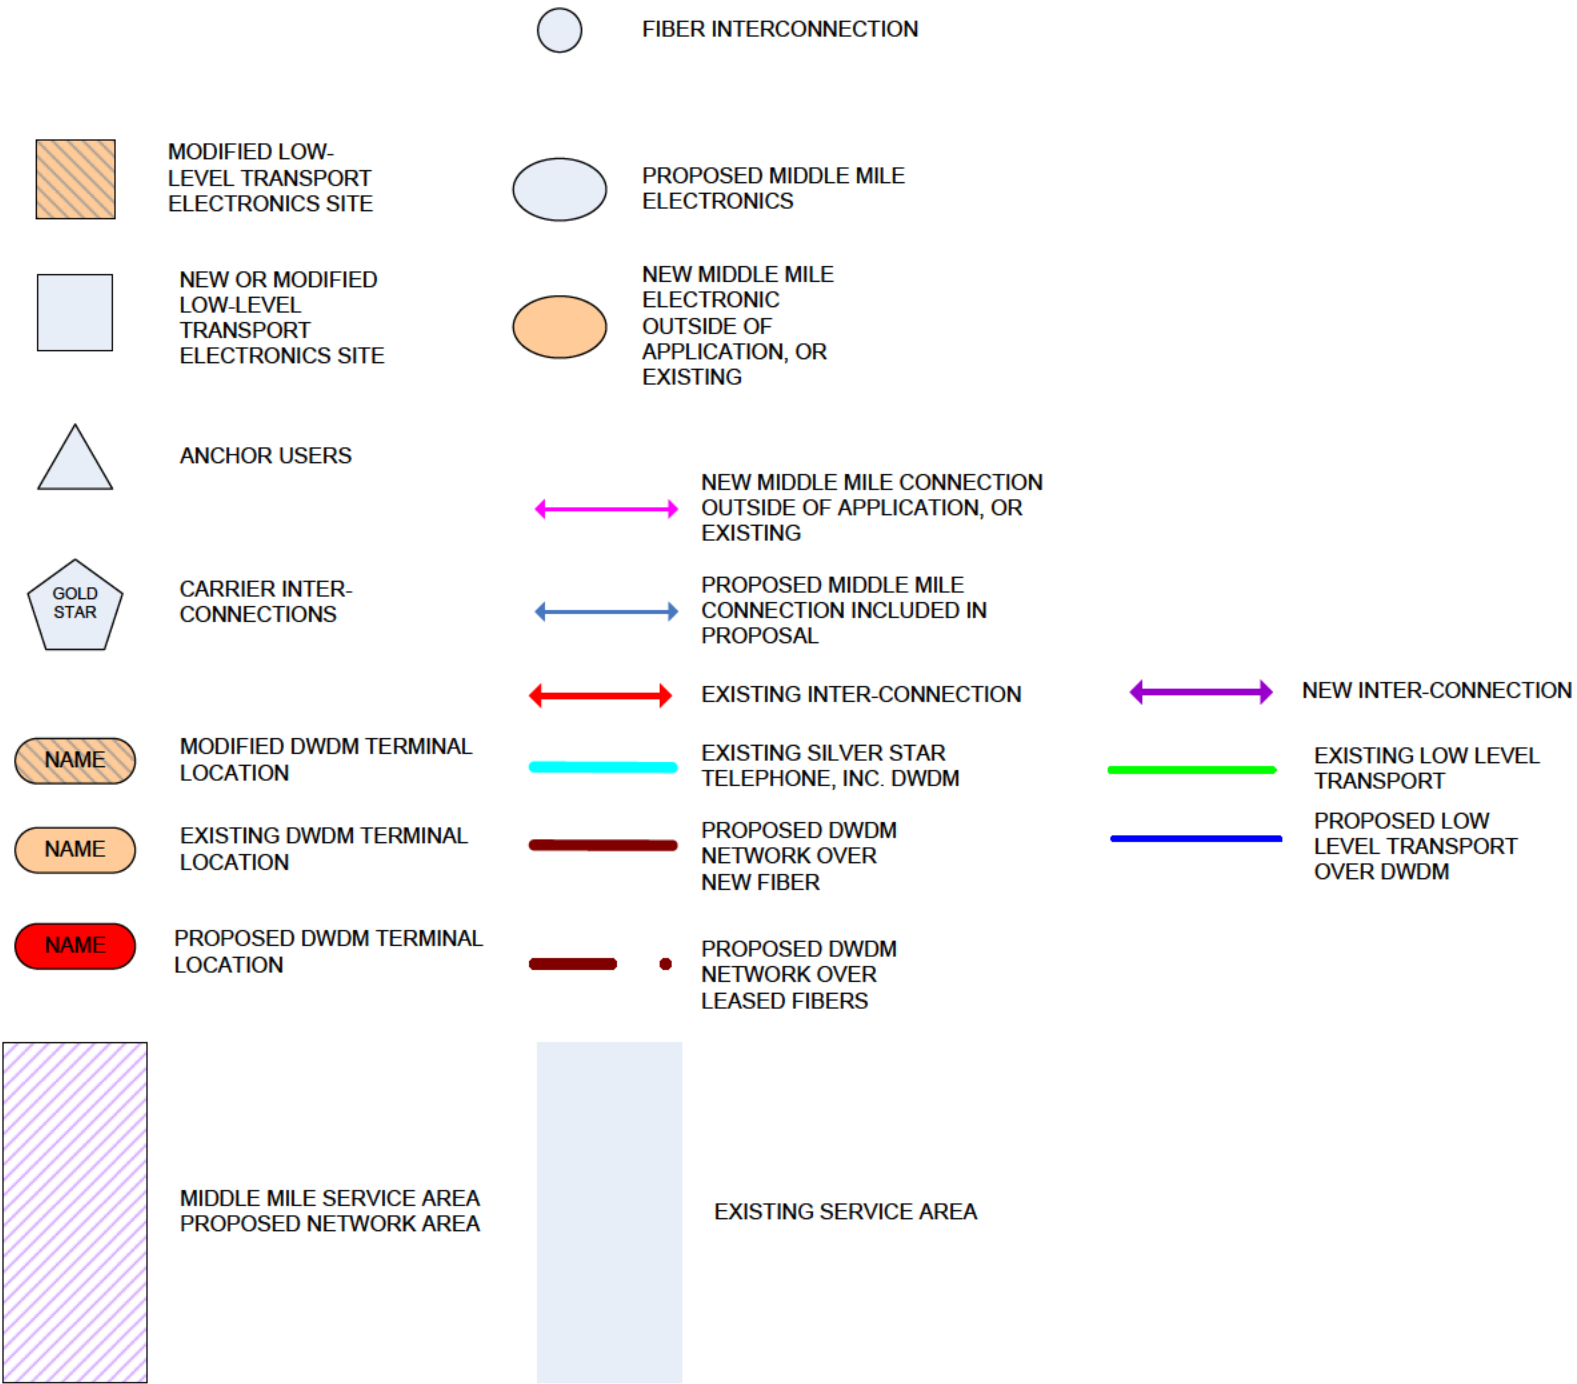 FIBER INTERCONNECTION
MODIFIED LOW-
LEVEL TRANSPORT
ELECTRONICS SITE
PROPOSED MIDDLE MILE
ELECTRONICS
NEW OR MODIFIED
LOW-LEVEL
TRANSPORT
ELECTRONICS SITE
NEW MIDDLE MILE
ELECTRONIC
OUTSIDE OF
APPLICATION, OR
EXISTING
ANCHOR USERS
NEW MIDDLE MILE CONNECTION
OUTSIDE OF APPLICATION, OR
EXISTING
GOLD
STAR
CARRIER INTER-
CONNECTIONS
PROPOSED MIDDLE MILE
CONNECTION INCLUDED IN
PROPOSAL
EXISTING INTER-CONNECTION
NEW INTER-CONNECTION
NAME
MODIFIED DWDM TERMINAL
LOCATION
EXISTING SILVER STAR
TELEPHONE, INC. DWDM
EXISTING LOW LEVEL
TRANSPORT
NAME
EXISTING DWDM TERMINAL
LOCATION
PROPOSED DWDM
NETWORK OVER
NEW FIBER
PROPOSED LOW
LEVEL TRANSPORT
OVER DWDM
NAME
PROPOSED DWDM TERMINAL
LOCATION
PROPOSED DWDM
NETWORK OVER
LEASED FIBERS
MIDDLE MILE SERVICE AREA
PROPOSED NETWORK AREA
EXISTING SERVICE AREA